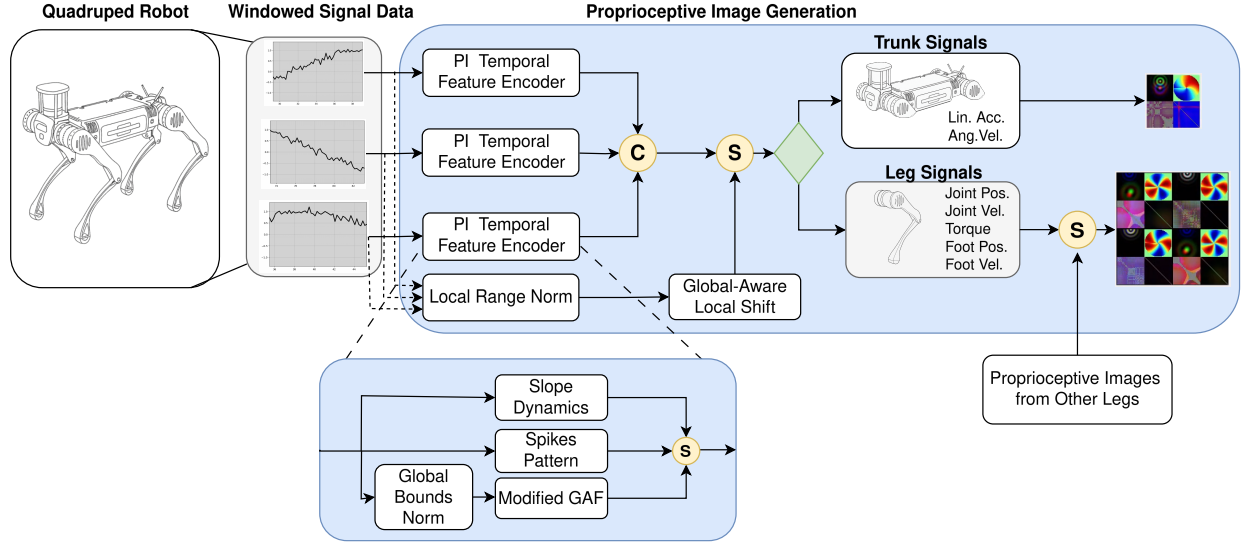 Quadruped Robot
Windowed Signal Data
Proprioceptive Image Generation
PI Temporal
Feature Encoder
PI Temporal
Feature Encoder
PI Temporal
Feature Encoder
Local Range Norm
C
S
Global-Aware
Local Shift
Trunk Signals
Lin. Acc.
Ang.Vel.
Leg Signals
Joint Pos.
Joint Vel.
Torque
Foot Pos.
Foot Vel.
S
Proprioceptive Images
from Other Legs
Slope
Dynamics
Spikes
Pattern
Global
Bounds
Norm
Modified GAF
S